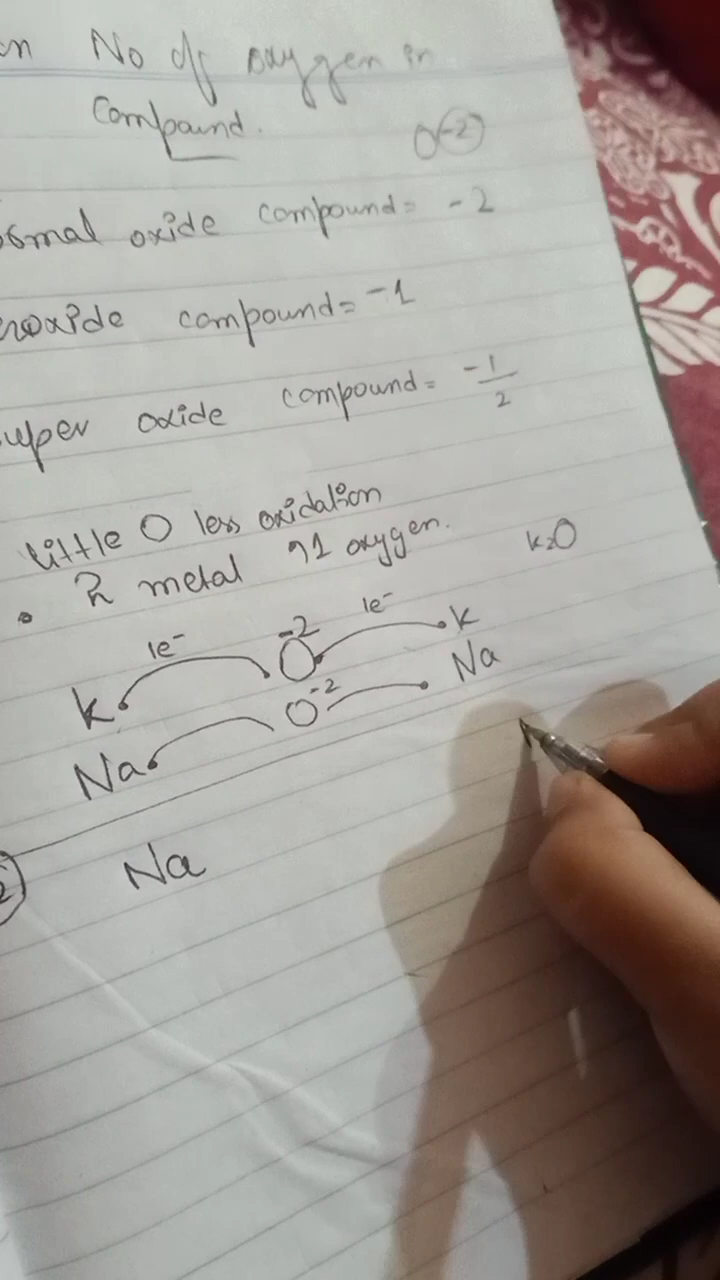 No of oxygen in
Compound.
O -2
oxide compound = -2
compound = -1
oxide compound = -1/2
little O less oxidation
metal 1 oxygen.
K2O
1e- -2 1e-
K O K
Na O-2 Na
Na